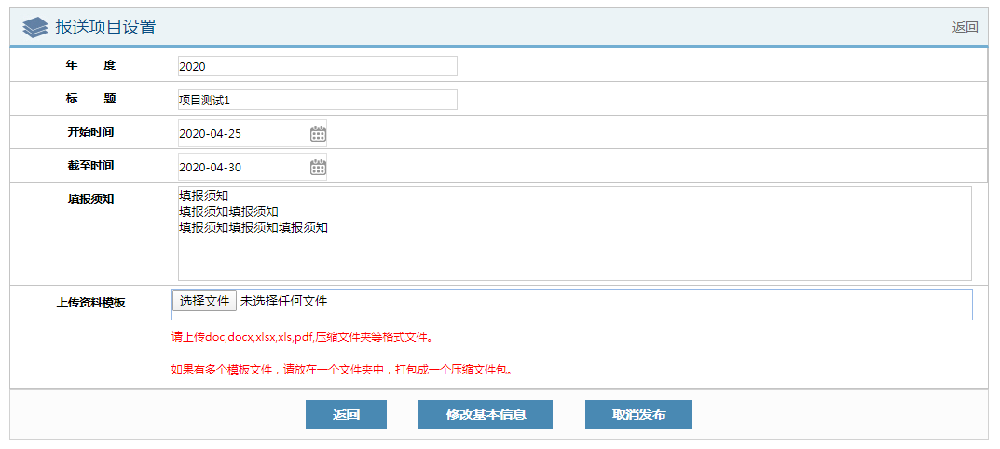 报送项目设置
返回
年 度
2020
标 题
项目测试1
开始时间
2020-04-25
截至时间
2020-04-30
填报须知
填报须知
填报须知填报须知
填报须知填报须知填报须知
上传资料模板
选择文件 未选择任何文件
请上传doc,docx,xlsx,xls,pdf,压缩文件夹等格式文件。
如果有多个模板文件，请放在一个文件夹中，打包成一个压缩文件包。
返回 修改基本信息 取消发布